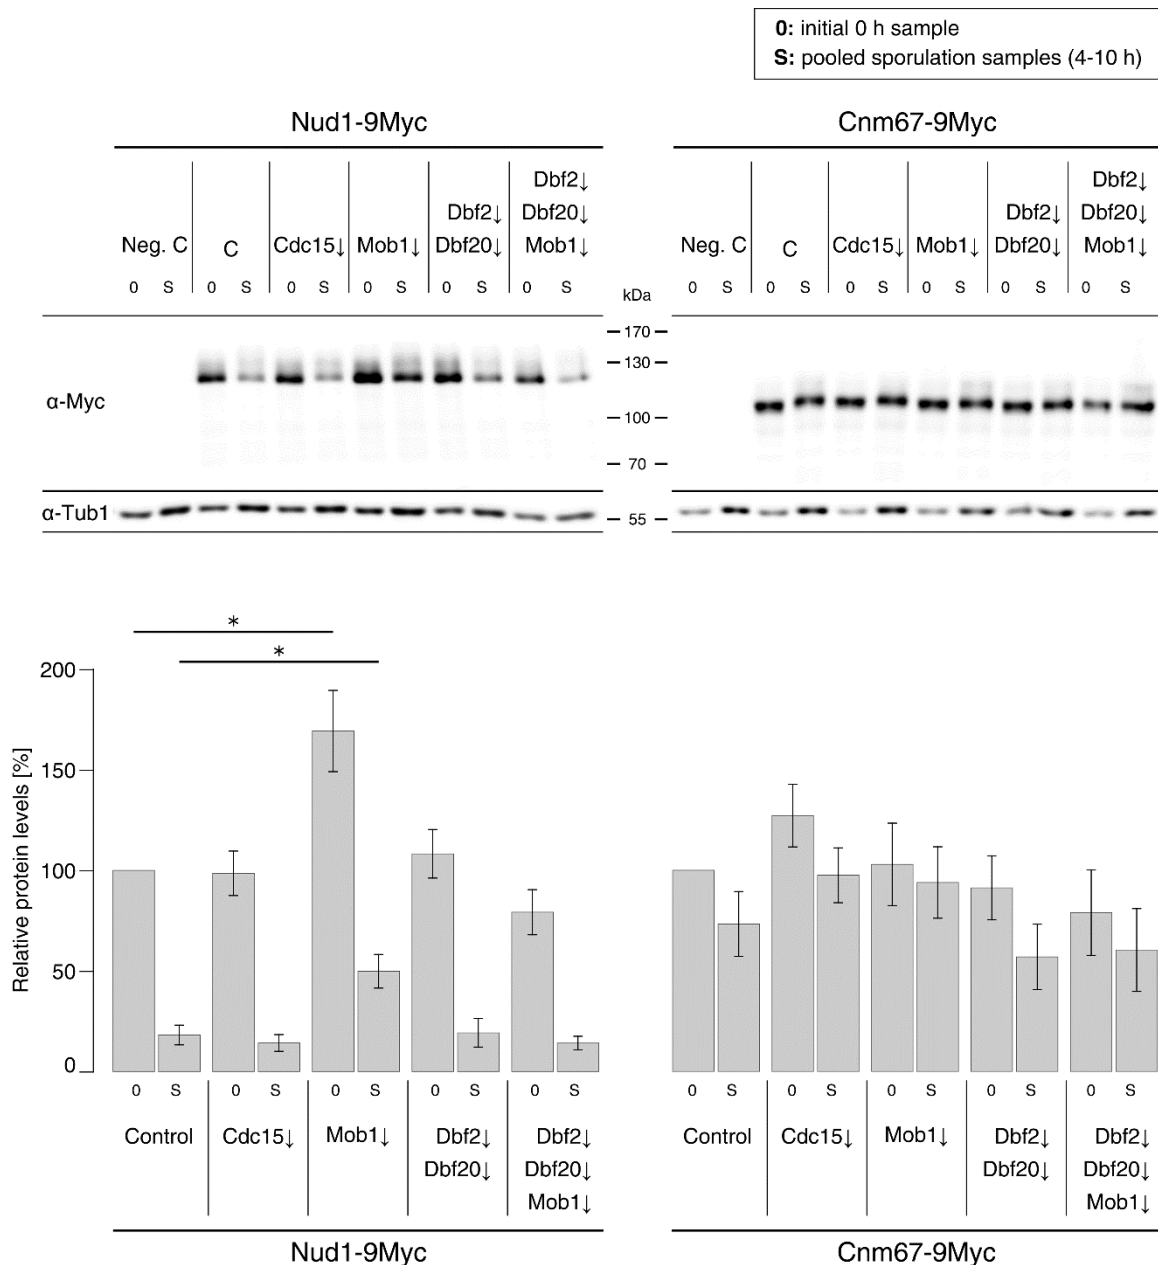 0: initial 0 h sample
S: pooled sporulation samples (4-10 h)
Nud1-9Myc Cnm67-9Myc
Dbf2↓ Dbf2↓
Dbf2↓ Dbf20↓ Dbf2↓ Dbf20↓
Neg. C C Cdc15↓ Mob1↓ Dbf20↓ Mob1↓ Neg. C C Cdc15↓ Mob1↓ Dbf20↓ Mob1↓
0 S 0 S 0 S 0 S 0 S 0 S kDa 0 S 0 S 0 S 0 S 0 S 0 S
170
130
α-Myc
100
70
α-Tub1
55
* 
*
Relative protein levels [%]
200
150
100
50
0
0 S 0 S 0 S 0 S 0 S 0 S 0 S 0 S 0 S 0 S
Control Cdc15↓ Mob1↓ Dbf2↓ Dbf2↓ Control Cdc15↓ Mob1↓ Dbf2↓ Dbf2↓
Dbf20↓ Dbf20↓ Dbf20↓ Dbf20↓
Mob1↓ Mob1↓
Nud1-9Myc Cnm67-9Myc